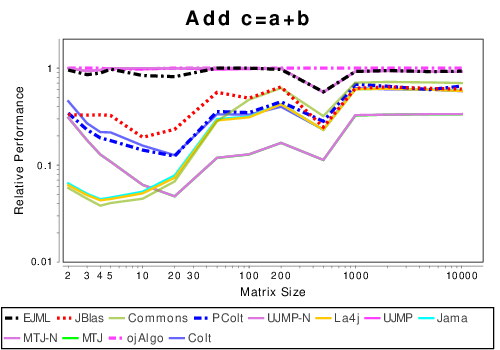 Add c=a+b
Relative Performance
1
0.1
0.01
2 3 4 5 10 20 30 100 200 1000 10000
Matrix Size
EJML JBlas Commons PColt UJMP-N La4j UJMP Jama
MTJ-N MTJ ojAlgo Colt